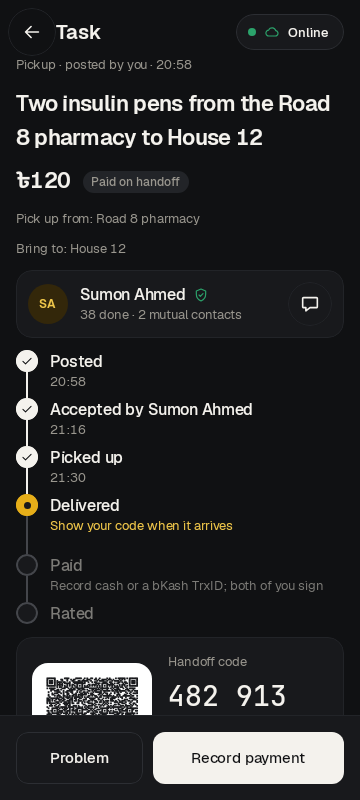 Task
Online
Pickup · posted by you · 20:58
Two insulin pens from the Road
8 pharmacy to House 12
৳120
Paid on handoff
Pick up from: Road 8 pharmacy
Bring to: House 12
SA
Sumon Ahmed
38 done · 2 mutual contacts
Posted
20:58
Accepted by Sumon Ahmed
21:16
Picked up
21:30
Delivered
Show your code when it arrives
Paid
Record cash or a bKash TrxID; both of you sign
Rated
Handoff code
482 913
Problem
Record payment